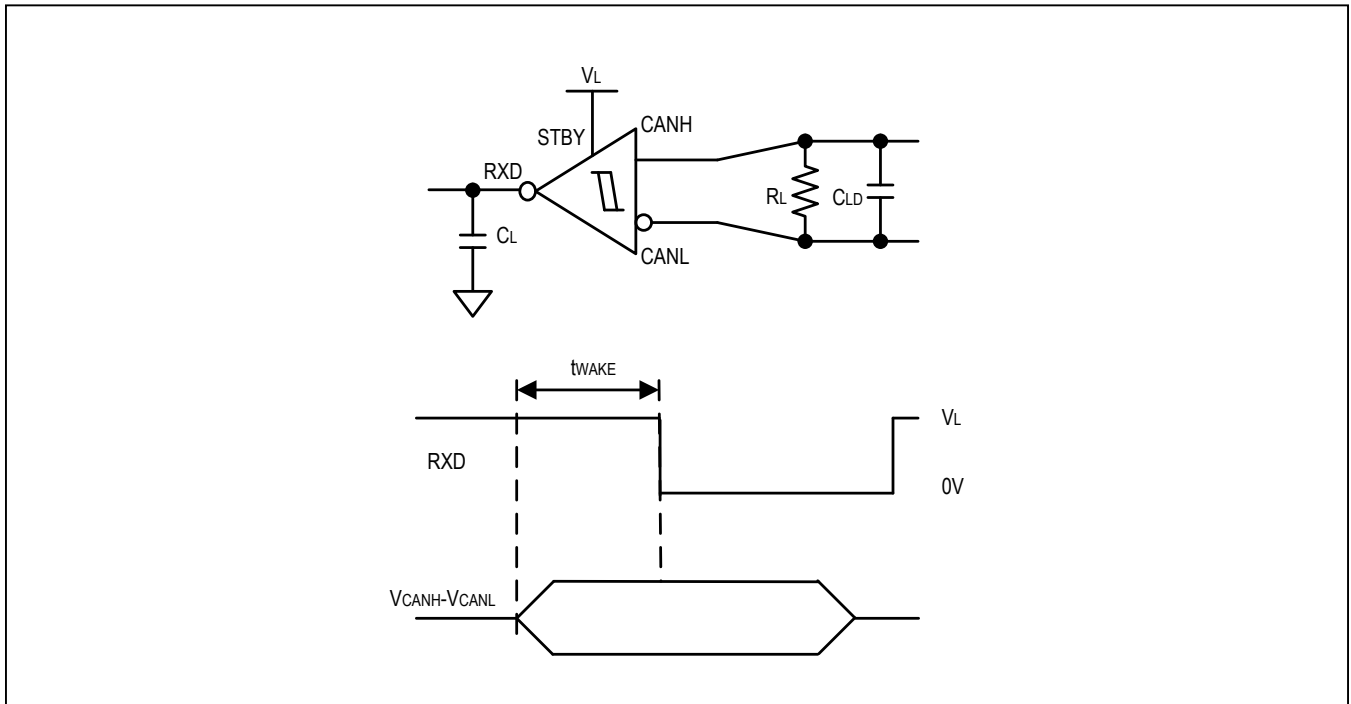 VL
STBY
CANH
RXD
RL
CLD
CL
CANL
tWAKE
VL
RXD
0V
VCANH-VCANL